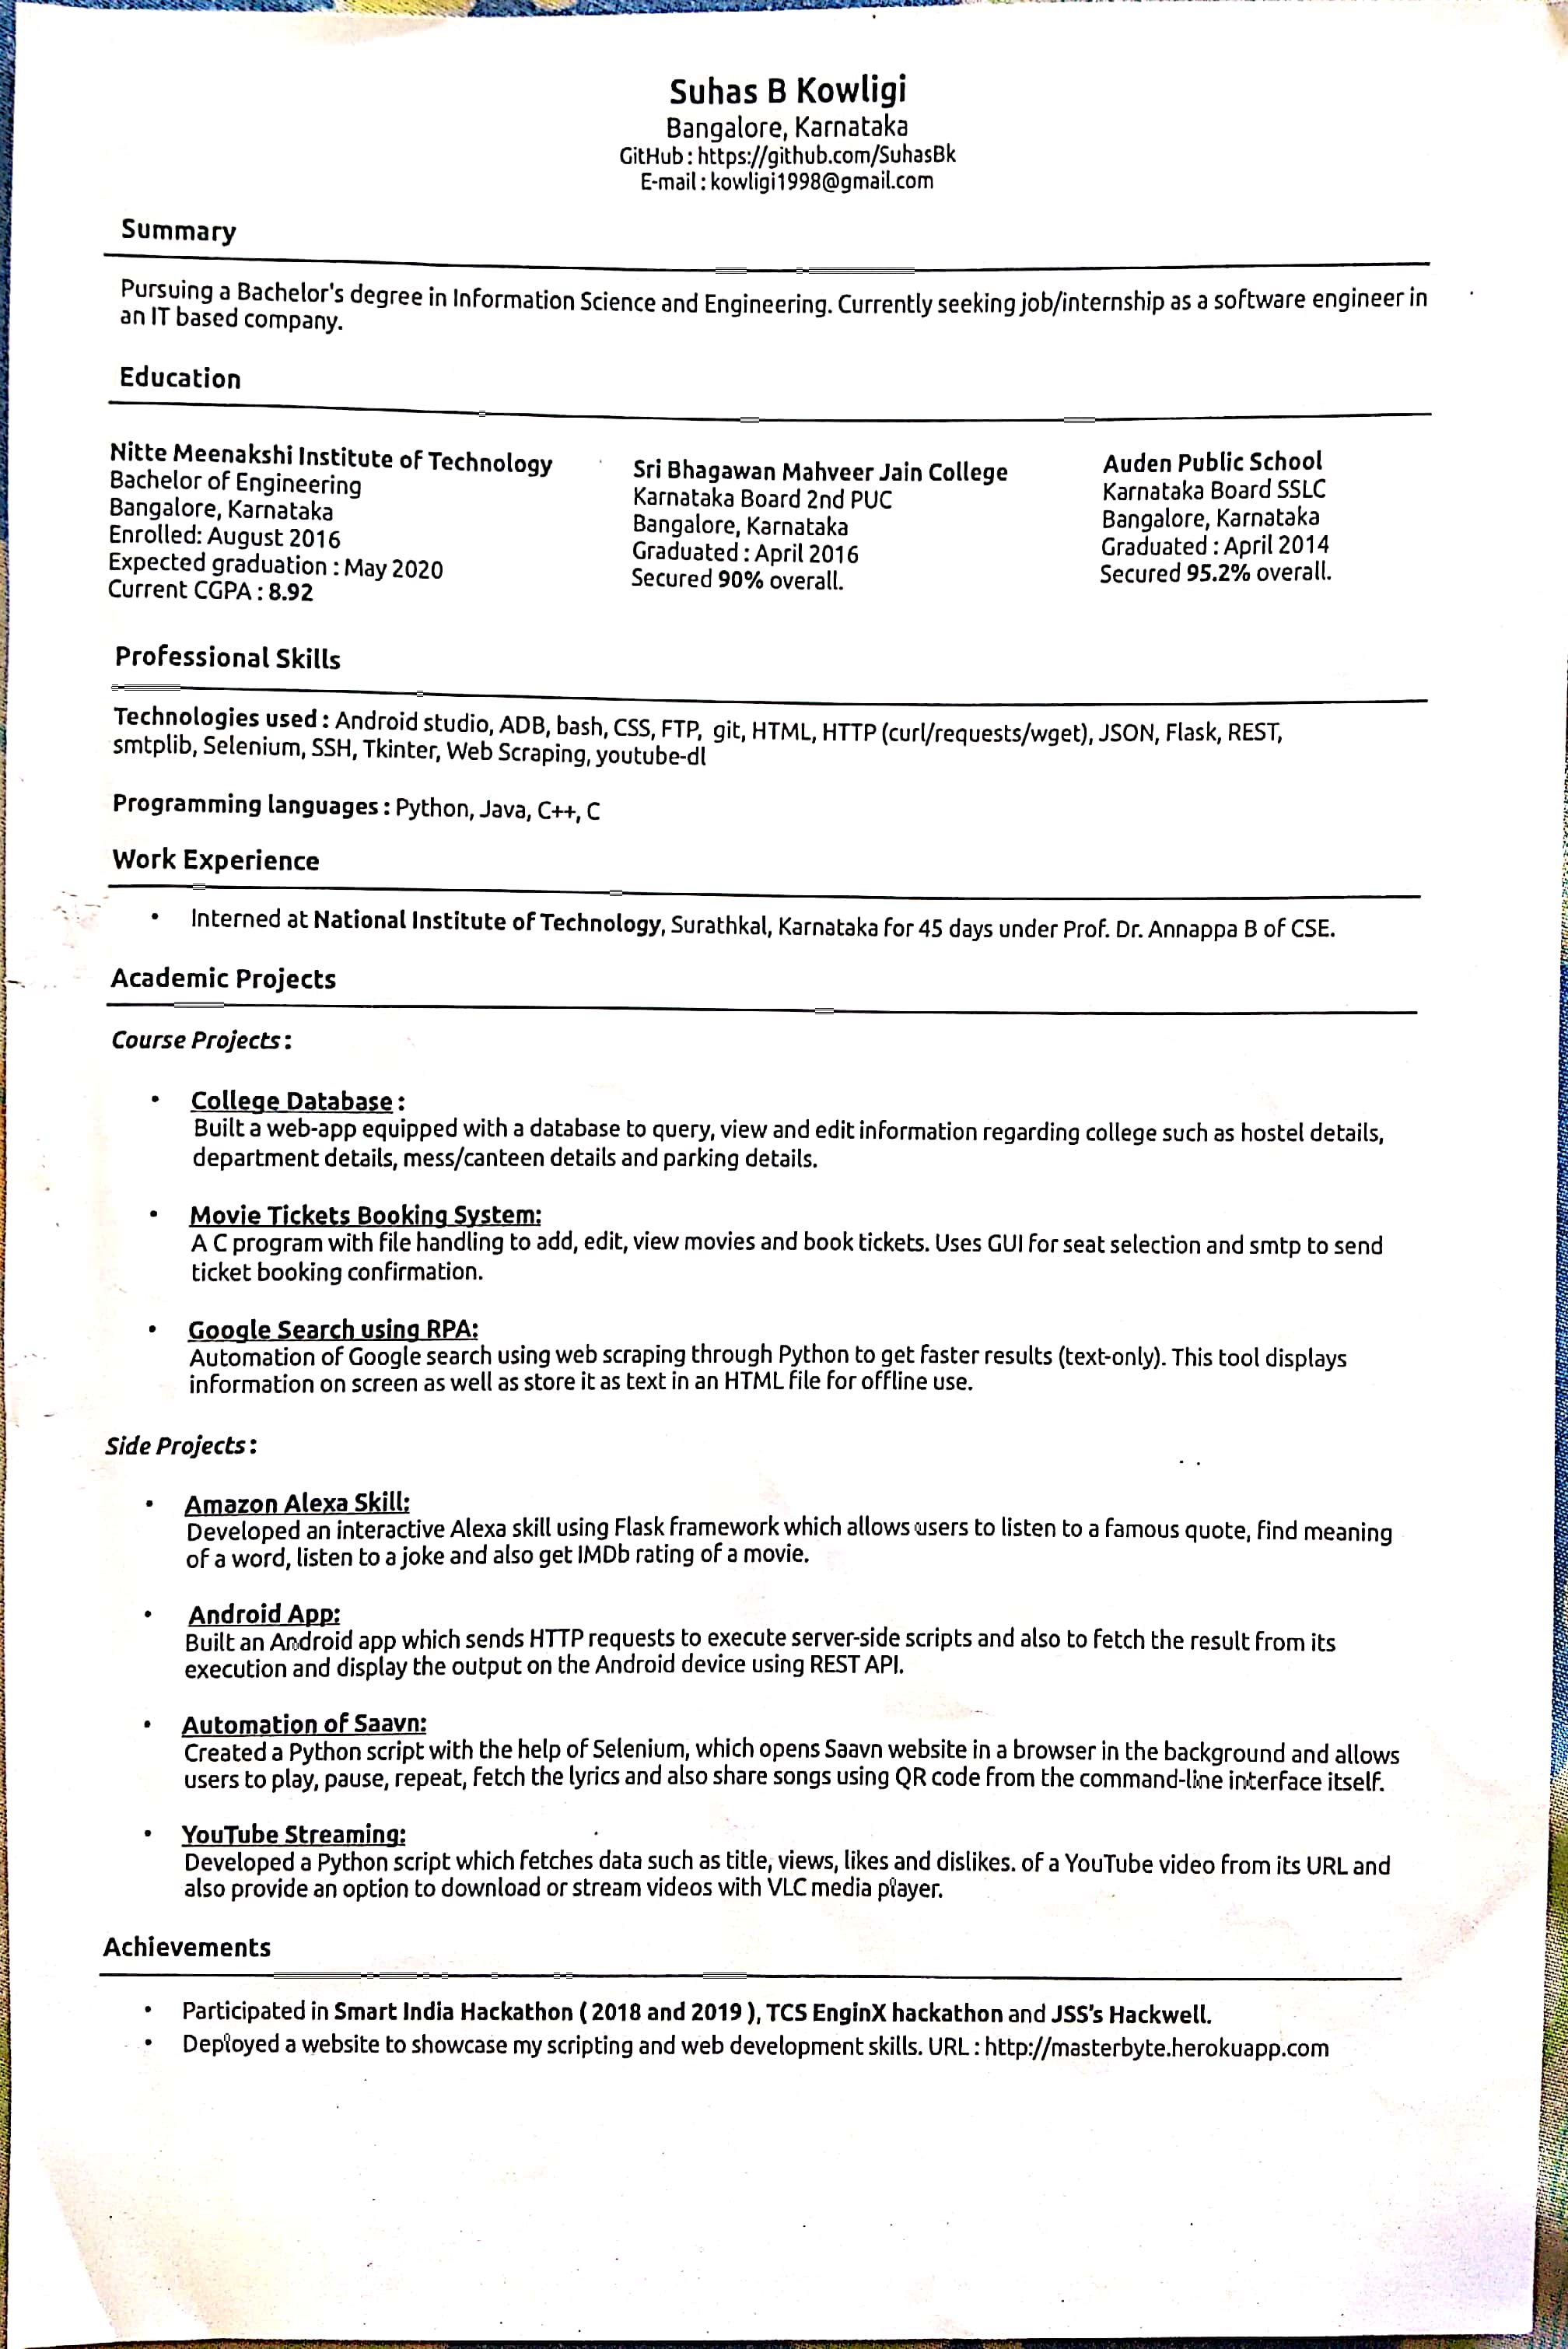 Suhas B Kowligi
Bangalore, Karnataka
GitHub : https://github.com/SuhasBk
E-mail : kowligi1998@gmail.com
Summary
Pursuing a Bachelor's degree in Information Science and Engineering. Currently seeking job/internship as a software engineer in
an IT based company.
Education
Nitte Meenakshi Institute of Technology
Bachelor of Engineering
Bangalore, Karnataka
Enrolled: August 2016
Expected graduation : May 2020
Current CGPA : 8.92
Sri Bhagawan Mahveer Jain College
Karnataka Board 2nd PUC
Bangalore, Karnataka
Graduated : April 2016
Secured 90% overall.
Auden Public School
Karnataka Board SSLC
Bangalore, Karnataka
Graduated : April 2014
Secured 95.2% overall.
Professional Skills
Technologies used : Android studio, ADB, bash, CSS, FTP, git, HTML, HTTP (curl/requests/wget), JSON, Flask, REST,
smtplib, Selenium, SSH, Tkinter, Web Scraping, youtube-dl
Programming languages : Python, Java, C++, C
Work Experience
• Interned at National Institute of Technology, Surathkal, Karnataka for 45 days under Prof. Dr. Annappa B of CSE.
Academic Projects
Course Projects :
• College Database :
Built a web-app equipped with a database to query, view and edit information regarding college such as hostel details,
department details, mess/canteen details and parking details.
• Movie Tickets Booking System:
A C program with file handling to add, edit, view movies and book tickets. Uses GUI for seat selection and smtp to send
ticket booking confirmation.
• Google Search using RPA:
Automation of Google search using web scraping through Python to get faster results (text-only). This tool displays
information on screen as well as store it as text in an HTML file for offline use.
Side Projects :
• Amazon Alexa Skill:
Developed an interactive Alexa skill using Flask framework which allows users to listen to a famous quote, find meaning
of a word, listen to a joke and also get IMDb rating of a movie.
• Android App:
Built an Android app which sends HTTP requests to execute server-side scripts and also to fetch the result from its
execution and display the output on the Android device using REST API.
• Automation of Saavn:
Created a Python script with the help of Selenium, which opens Saavn website in a browser in the background and allows
users to play, pause, repeat, fetch the lyrics and also share songs using QR code from the command-line interface itself.
• YouTube Streaming:
Developed a Python script which fetches data such as title, views, likes and dislikes. of a YouTube video from its URL and
also provide an option to download or stream videos with VLC media player.
Achievements
• Participated in Smart India Hackathon ( 2018 and 2019 ), TCS EnginX hackathon and JSS's Hackwell.
• Deployed a website to showcase my scripting and web development skills. URL : http://masterbyte.herokuapp.com